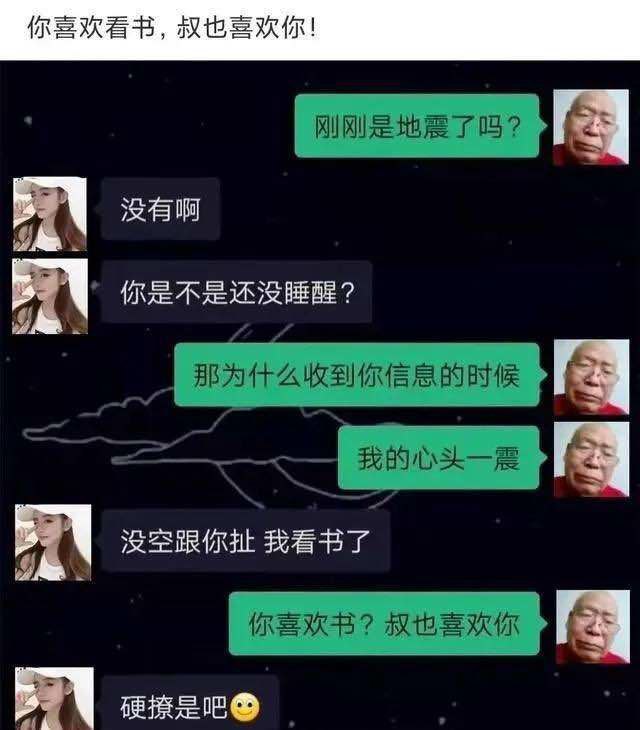 你喜欢看书，叔也喜欢你！
刚刚是地震了吗？
没有啊
你是不是还没睡醒？
那为什么收到你信息的时候
我的心头一震
没空跟你扯 我看书了
你喜欢书？叔也喜欢你
硬撩是吧🙂